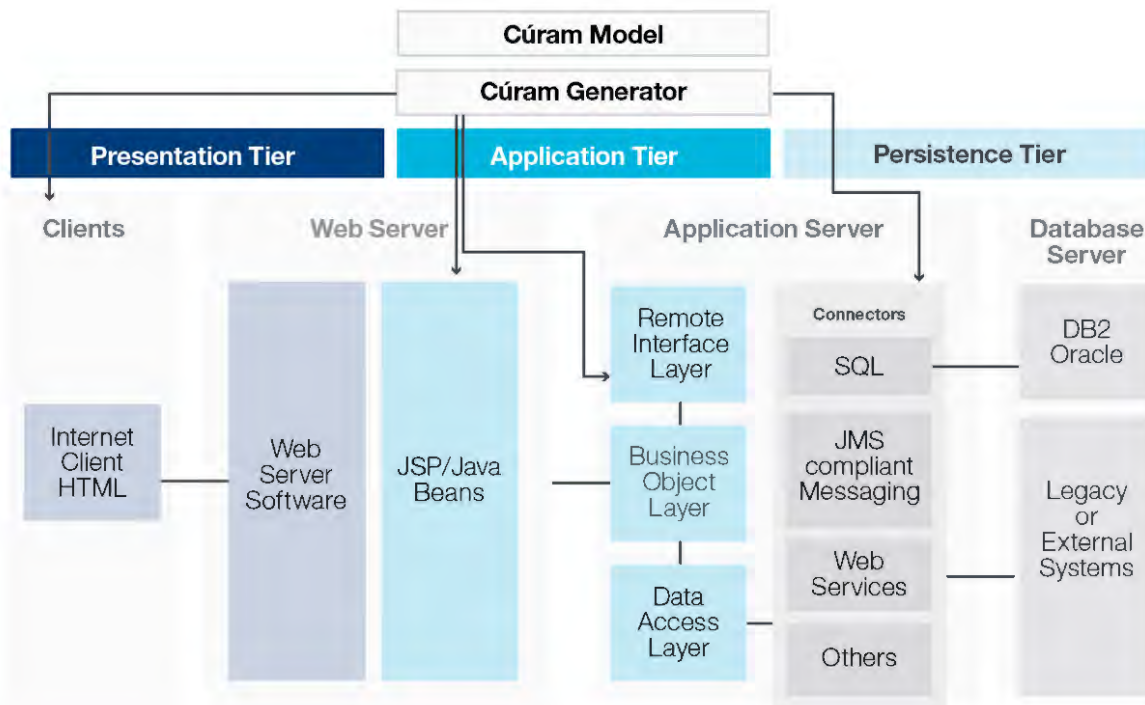 Cúram Model
Cúram Generator
Presentation Tier
Application Tier
Persistence Tier
Clients
Web Server
Application Server
Database
Server
Internet
Client
HTML
Web
Server
Software
JSP/Java
Beans
Remote
Interface
Layer
Business
Object
Layer
Data
Access
Layer
Connectors
SQL
JMS
compliant
Messaging
Web
Services
Others
DB2
Oracle
Legacy
or
External
Systems